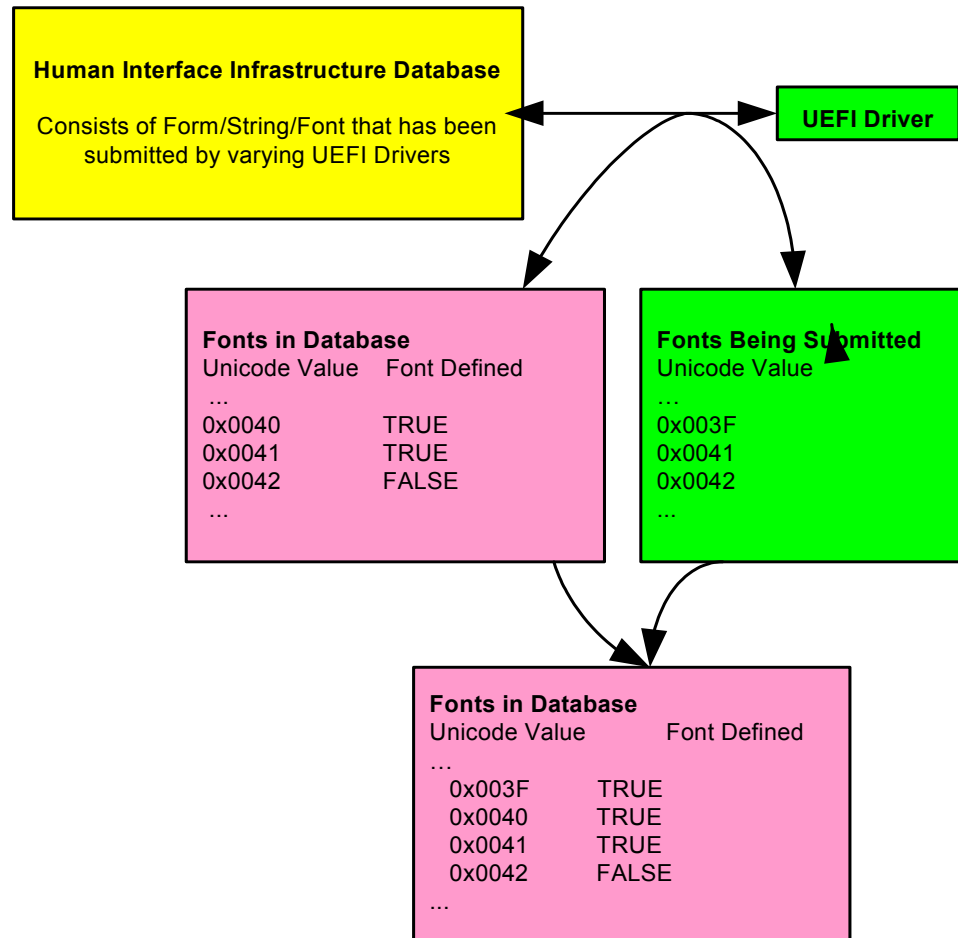 Human Interface Infrastructure Database
Consists of Form/String/Font that has been
submitted by varying UEFI Drivers
UEFI Driver
Fonts in Database
Unicode Value Font Defined
...
0x0040 TRUE
0x0041 TRUE
0x0042 FALSE
...
Fonts Being Submitted
Unicode Value
...
0x003F
0x0041
0x0042
...
Fonts in Database
Unicode Value Font Defined
...
0x003F TRUE
0x0040 TRUE
0x0041 TRUE
0x0042 FALSE
...